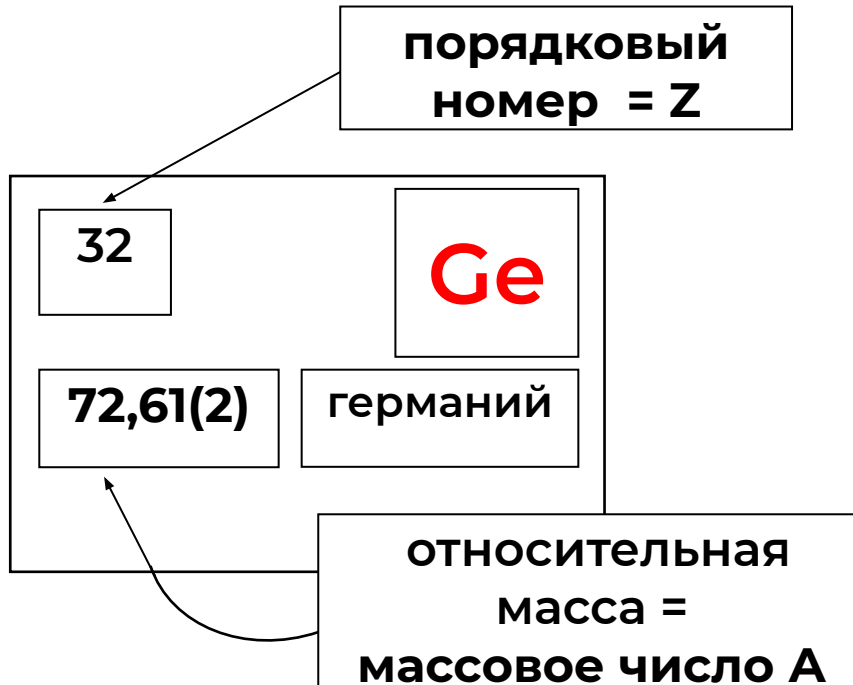 порядковый
номер = Z
32
Ge
72,61(2)
германий
относительная
масса =
массовое число А